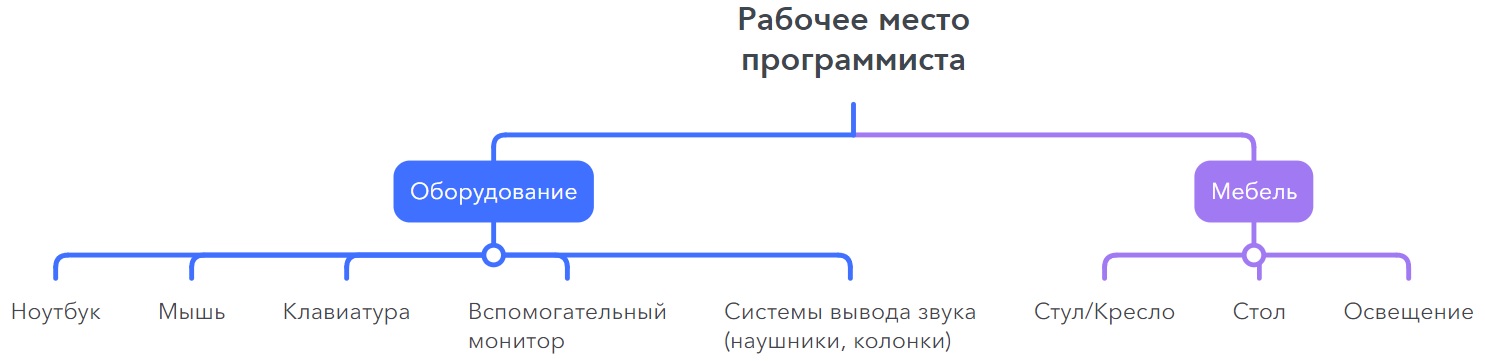 Рабочее место
программиста
Оборудование
Мебель
Ноутбук
Мышь
Клавиатура
Вспомогательный
монитор
Системы вывода звука
(наушники, колонки)
Стул/Кресло
Стол
Освещение